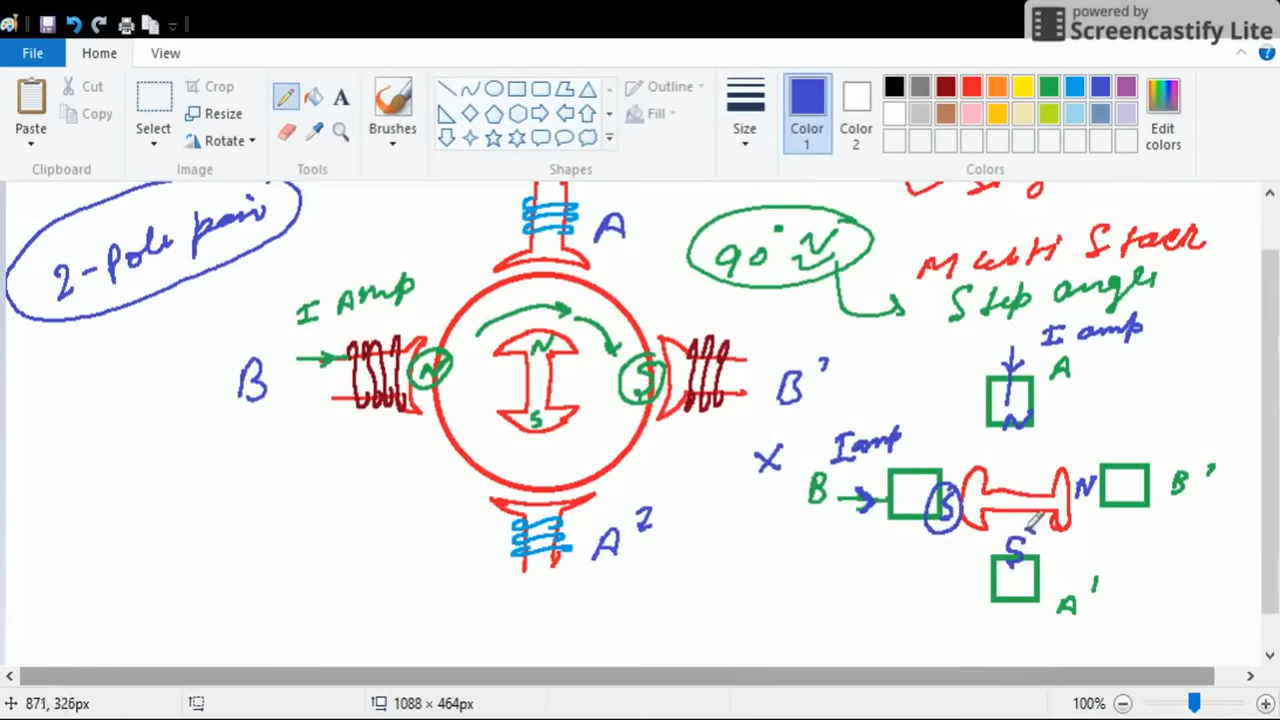 powered by
Screencastify Lite
File
Home
View
Paste
Cut
Copy
Clipboard
Select
Crop
Resize
Rotate
Image
A
Tools
Brushes
Outline
Fill
Shapes
Size
Color 1
Color 2
Edit colors
Colors
2-Pole pair
A
90° N
Multi Stack
Step angle
I Amp
I amp
A
B
N
N
S
S
B'
N
X
I amp
B
N
B'
A
S
A'
871, 326px
1088 × 464px
100%